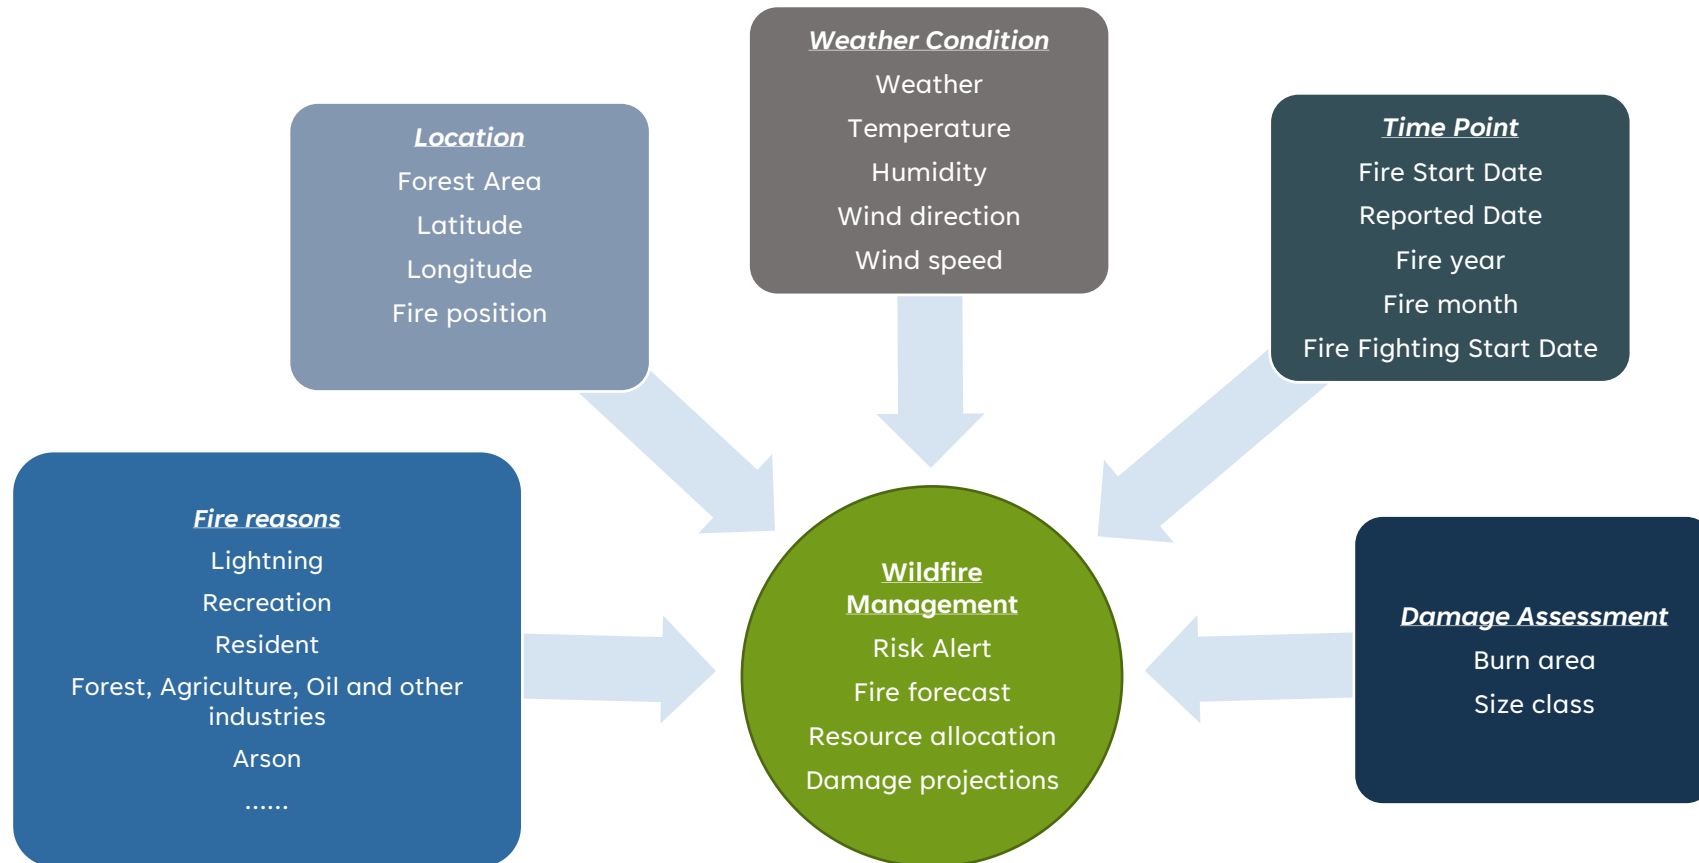 Weather Condition
Weather
Temperature
Humidity
Wind direction
Wind speed
Location
Forest Area
Latitude
Longitude
Fire position
Time Point
Fire Start Date
Reported Date
Fire year
Fire month
Fire Fighting Start Date
Fire reasons
Lightning
Recreation
Resident
Forest, Agriculture, Oil and other
industries
Arson
......
Wildfire
Management
Risk Alert
Fire forecast
Resource allocation
Damage projections
Damage Assessment
Burn area
Size class